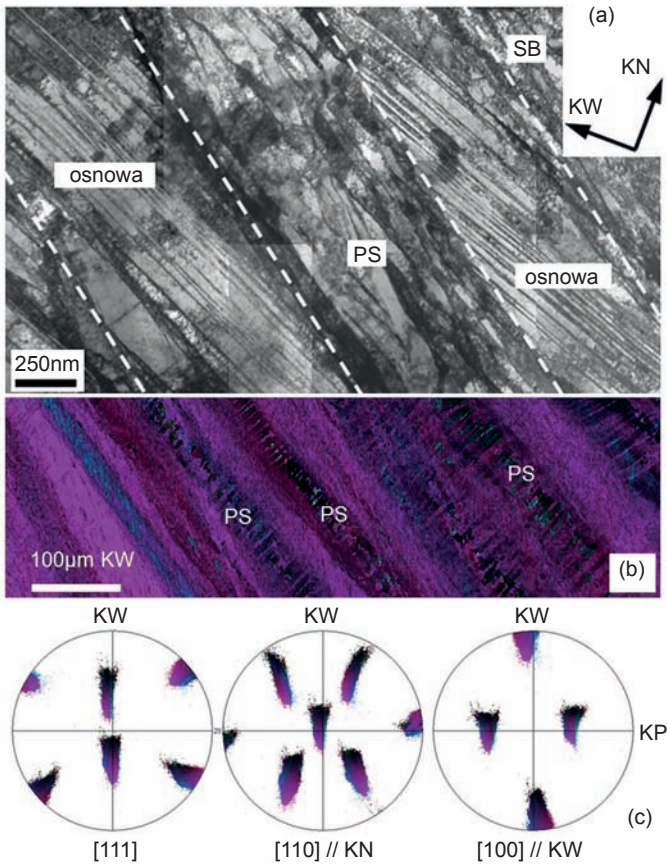 (a)
SB
KN
KW
osnowa
PS
osnowa
250nm
PS
PS
PS
100µm KW
(b)
KW
KW
KW
KP
(c)
[111]
[110] // KN
[100] // KW